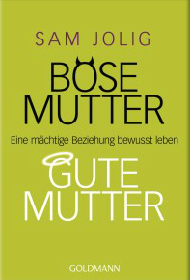 SAM JOLIG
BÖSE
MUTTER
Eine mächtige Beziehung bewusst leben
GUTE
MUTTER
GOLDMANN